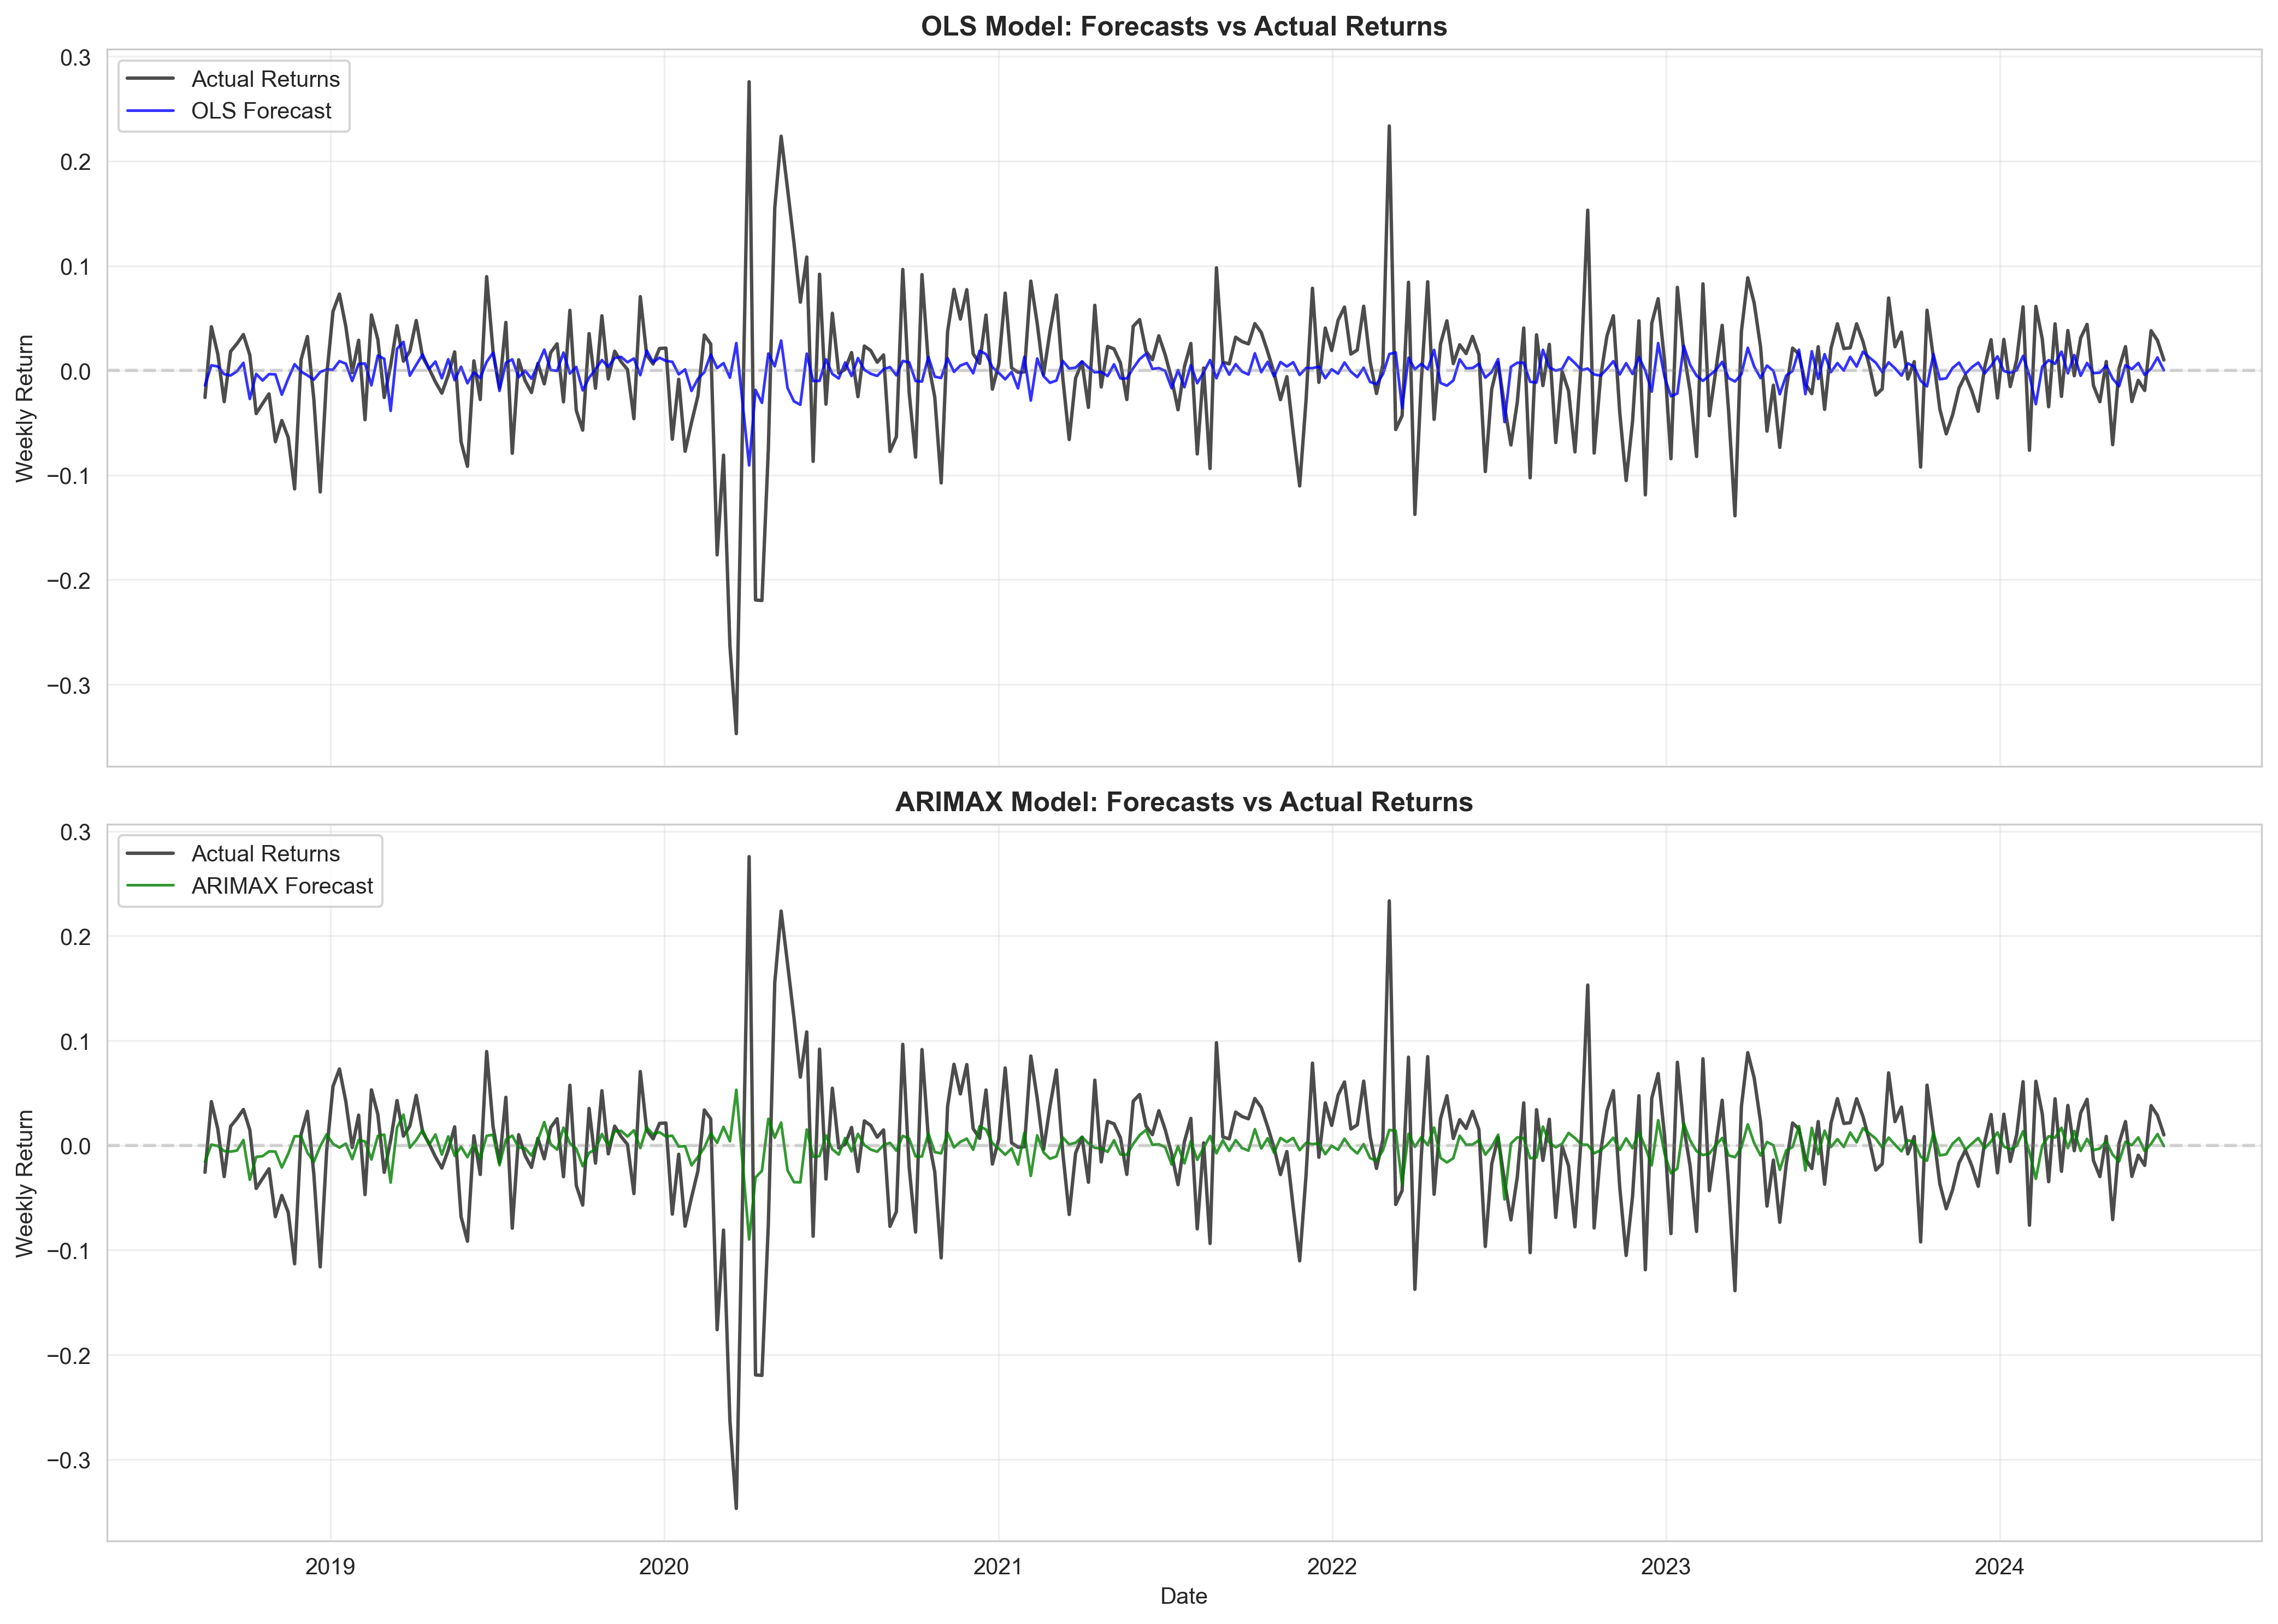 OLS Model: Forecasts vs Actual Returns
Actual Returns
OLS Forecast
Weekly Return
0.3
0.2
0.1
0.0
−0.1
−0.2
−0.3
ARIMAX Model: Forecasts vs Actual Returns
Actual Returns
ARIMAX Forecast
Weekly Return
0.3
0.2
0.1
0.0
−0.1
−0.2
−0.3
2019 2020 2021 2022 2023 2024
Date